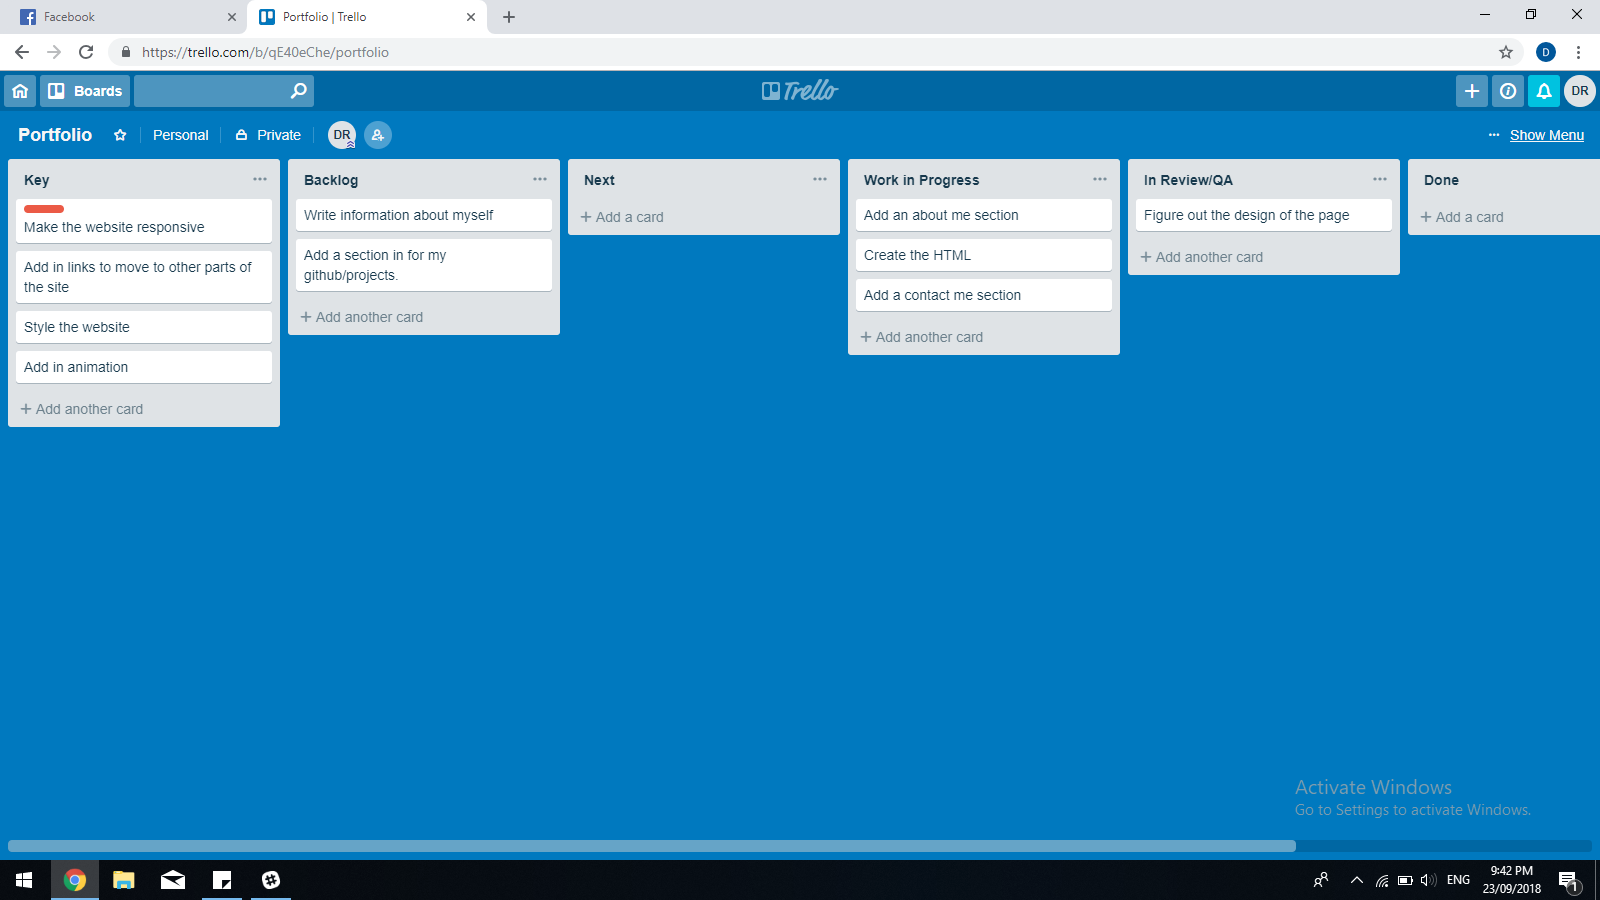 Facebook
Portfolio | Trello
https://trello.com/b/qE40eChe/portfolio
D
Boards
Trello
DR
Portfolio
Personal
Private
DR
Show Menu
Key
Make the website responsive
Add in links to move to other parts of
the site
Style the website
Add in animation
+ Add another card
Backlog
Write information about myself
Add a section in for my
github/projects.
+ Add another card
Next
+ Add a card
Work in Progress
Add an about me section
Create the HTML
Add a contact me section
+ Add another card
In Review/QA
Figure out the design of the page
+ Add another card
Done
+ Add a card
Activate Windows
Go to Settings to activate Windows.
ENG
9:42 PM
23/09/2018
1